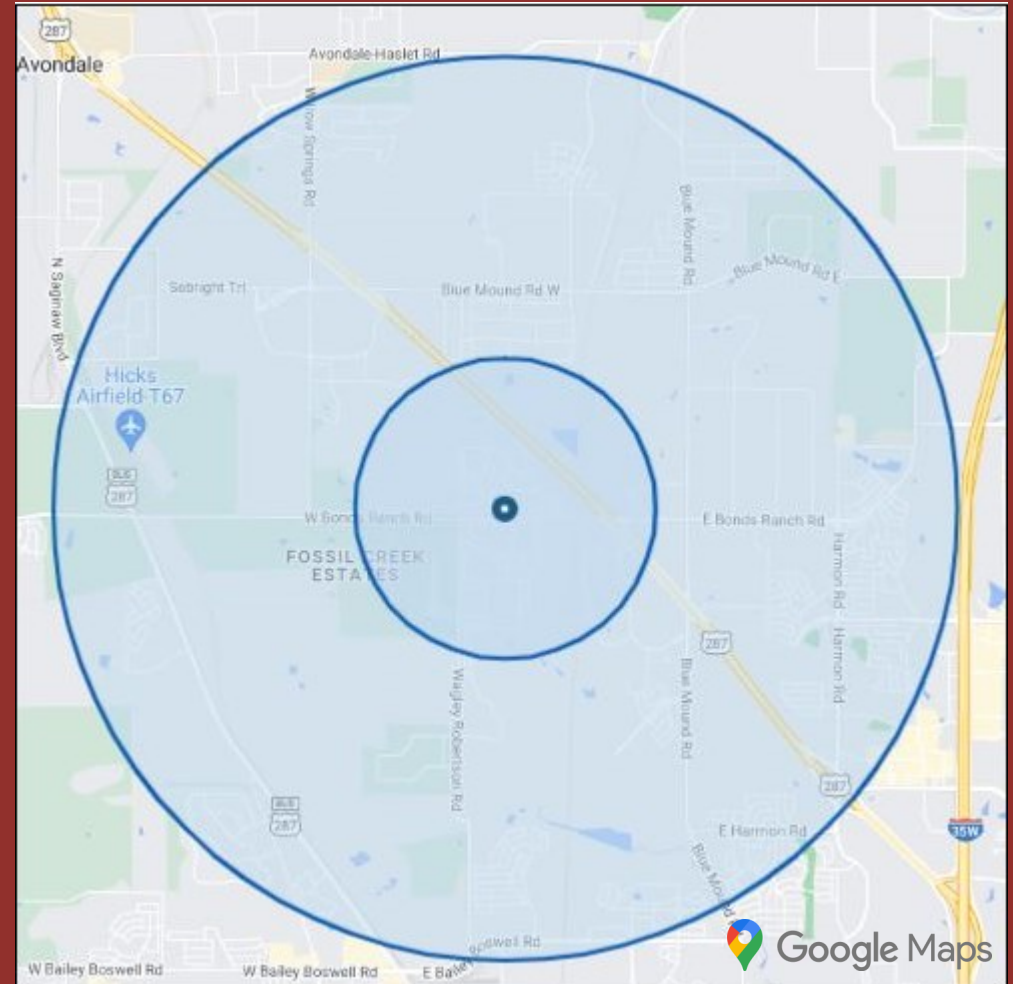 287
Avondale
Avondale-Haslet Rd
Willow Springs Rd
Blue Mound Rd
Blue Mound Rd E
N Saginaw Blvd
Sebright Trl
Blue Mound Rd W
Hicks
Airfield T67
BUS
287
W Bonds Ranch Rd
E Bonds Ranch Rd
FOSSIL CREEK
ESTATES
Harmon Rd
Harmon Rd
287
Wagley Robertson Rd
Blue Mound Rd
287
BUS
287
E Harmon Rd
35W
Blue Mound
Boswell Rd
Google Maps
W Bailey Boswell Rd
W Bailey Boswell Rd
E Bailey